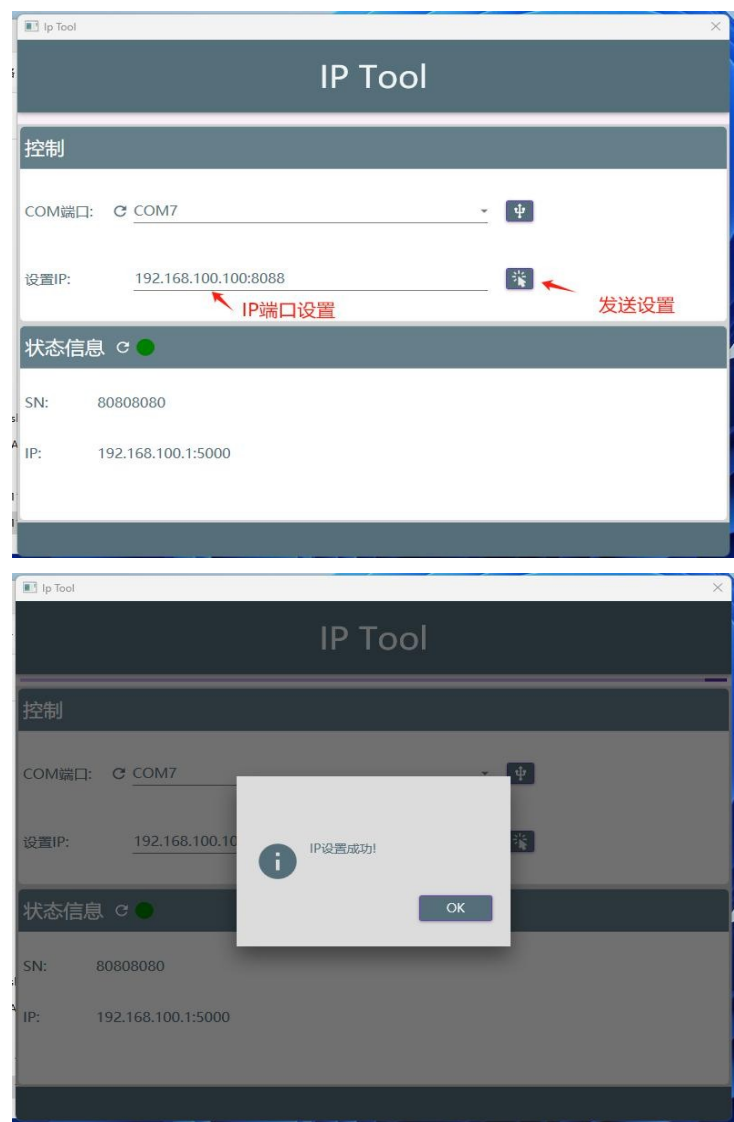 Ip Tool
IP Tool
控制
COM端口: COM7
设置IP: 192.168.100.100:8088
IP端口设置
发送设置
状态信息
SN: 80808080
IP: 192.168.100.1:5000
Ip Tool
IP Tool
控制
COM端口: COM7
设置IP: 192.168.100.10
IP设置成功!
OK
状态信息
SN: 80808080
IP: 192.168.100.1:5000